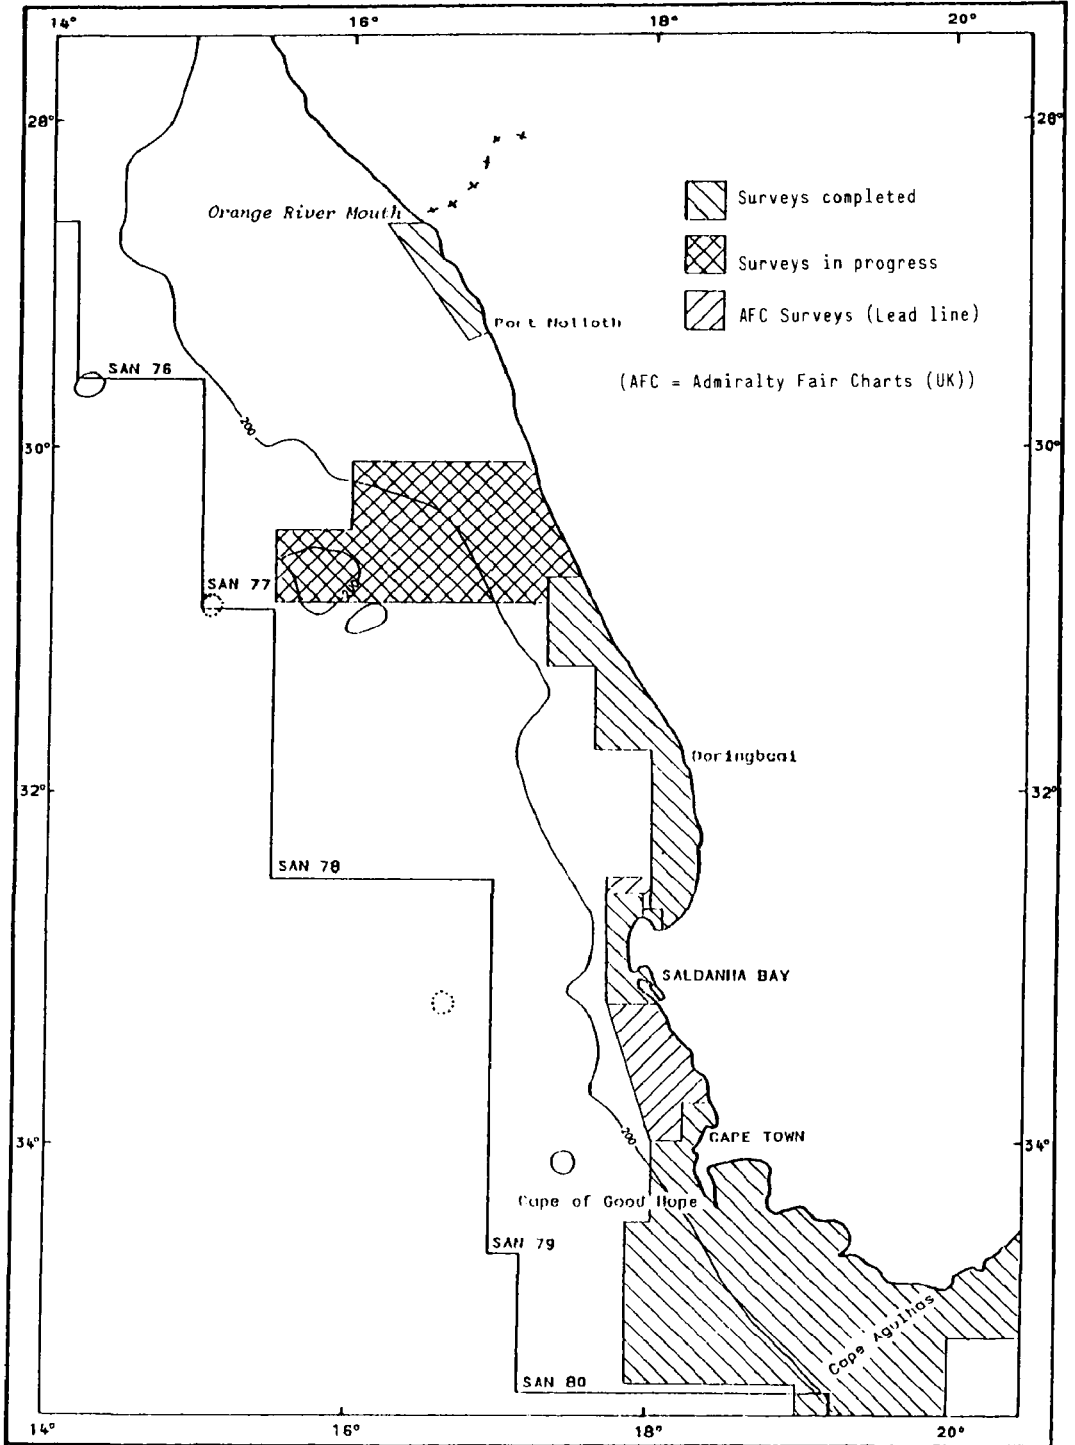 14° 16° 18° 20°
28° 28°
Surveys completed
Orange River Mouth
Surveys in progress
AFC Surveys (Lead line)
Port Nolloth
SAN 76
(AFC = Admiralty Fair Charts (UK))
200
30° 30°
SAN 77
200
Doringbaai
32° 32°
SAN 78
SALDANHA BAY
200
CAPE TOWN
34° 34°
Cape of Good Hope
SAN 79
Cape Agulhas
SAN 80
14° 16° 18° 20°